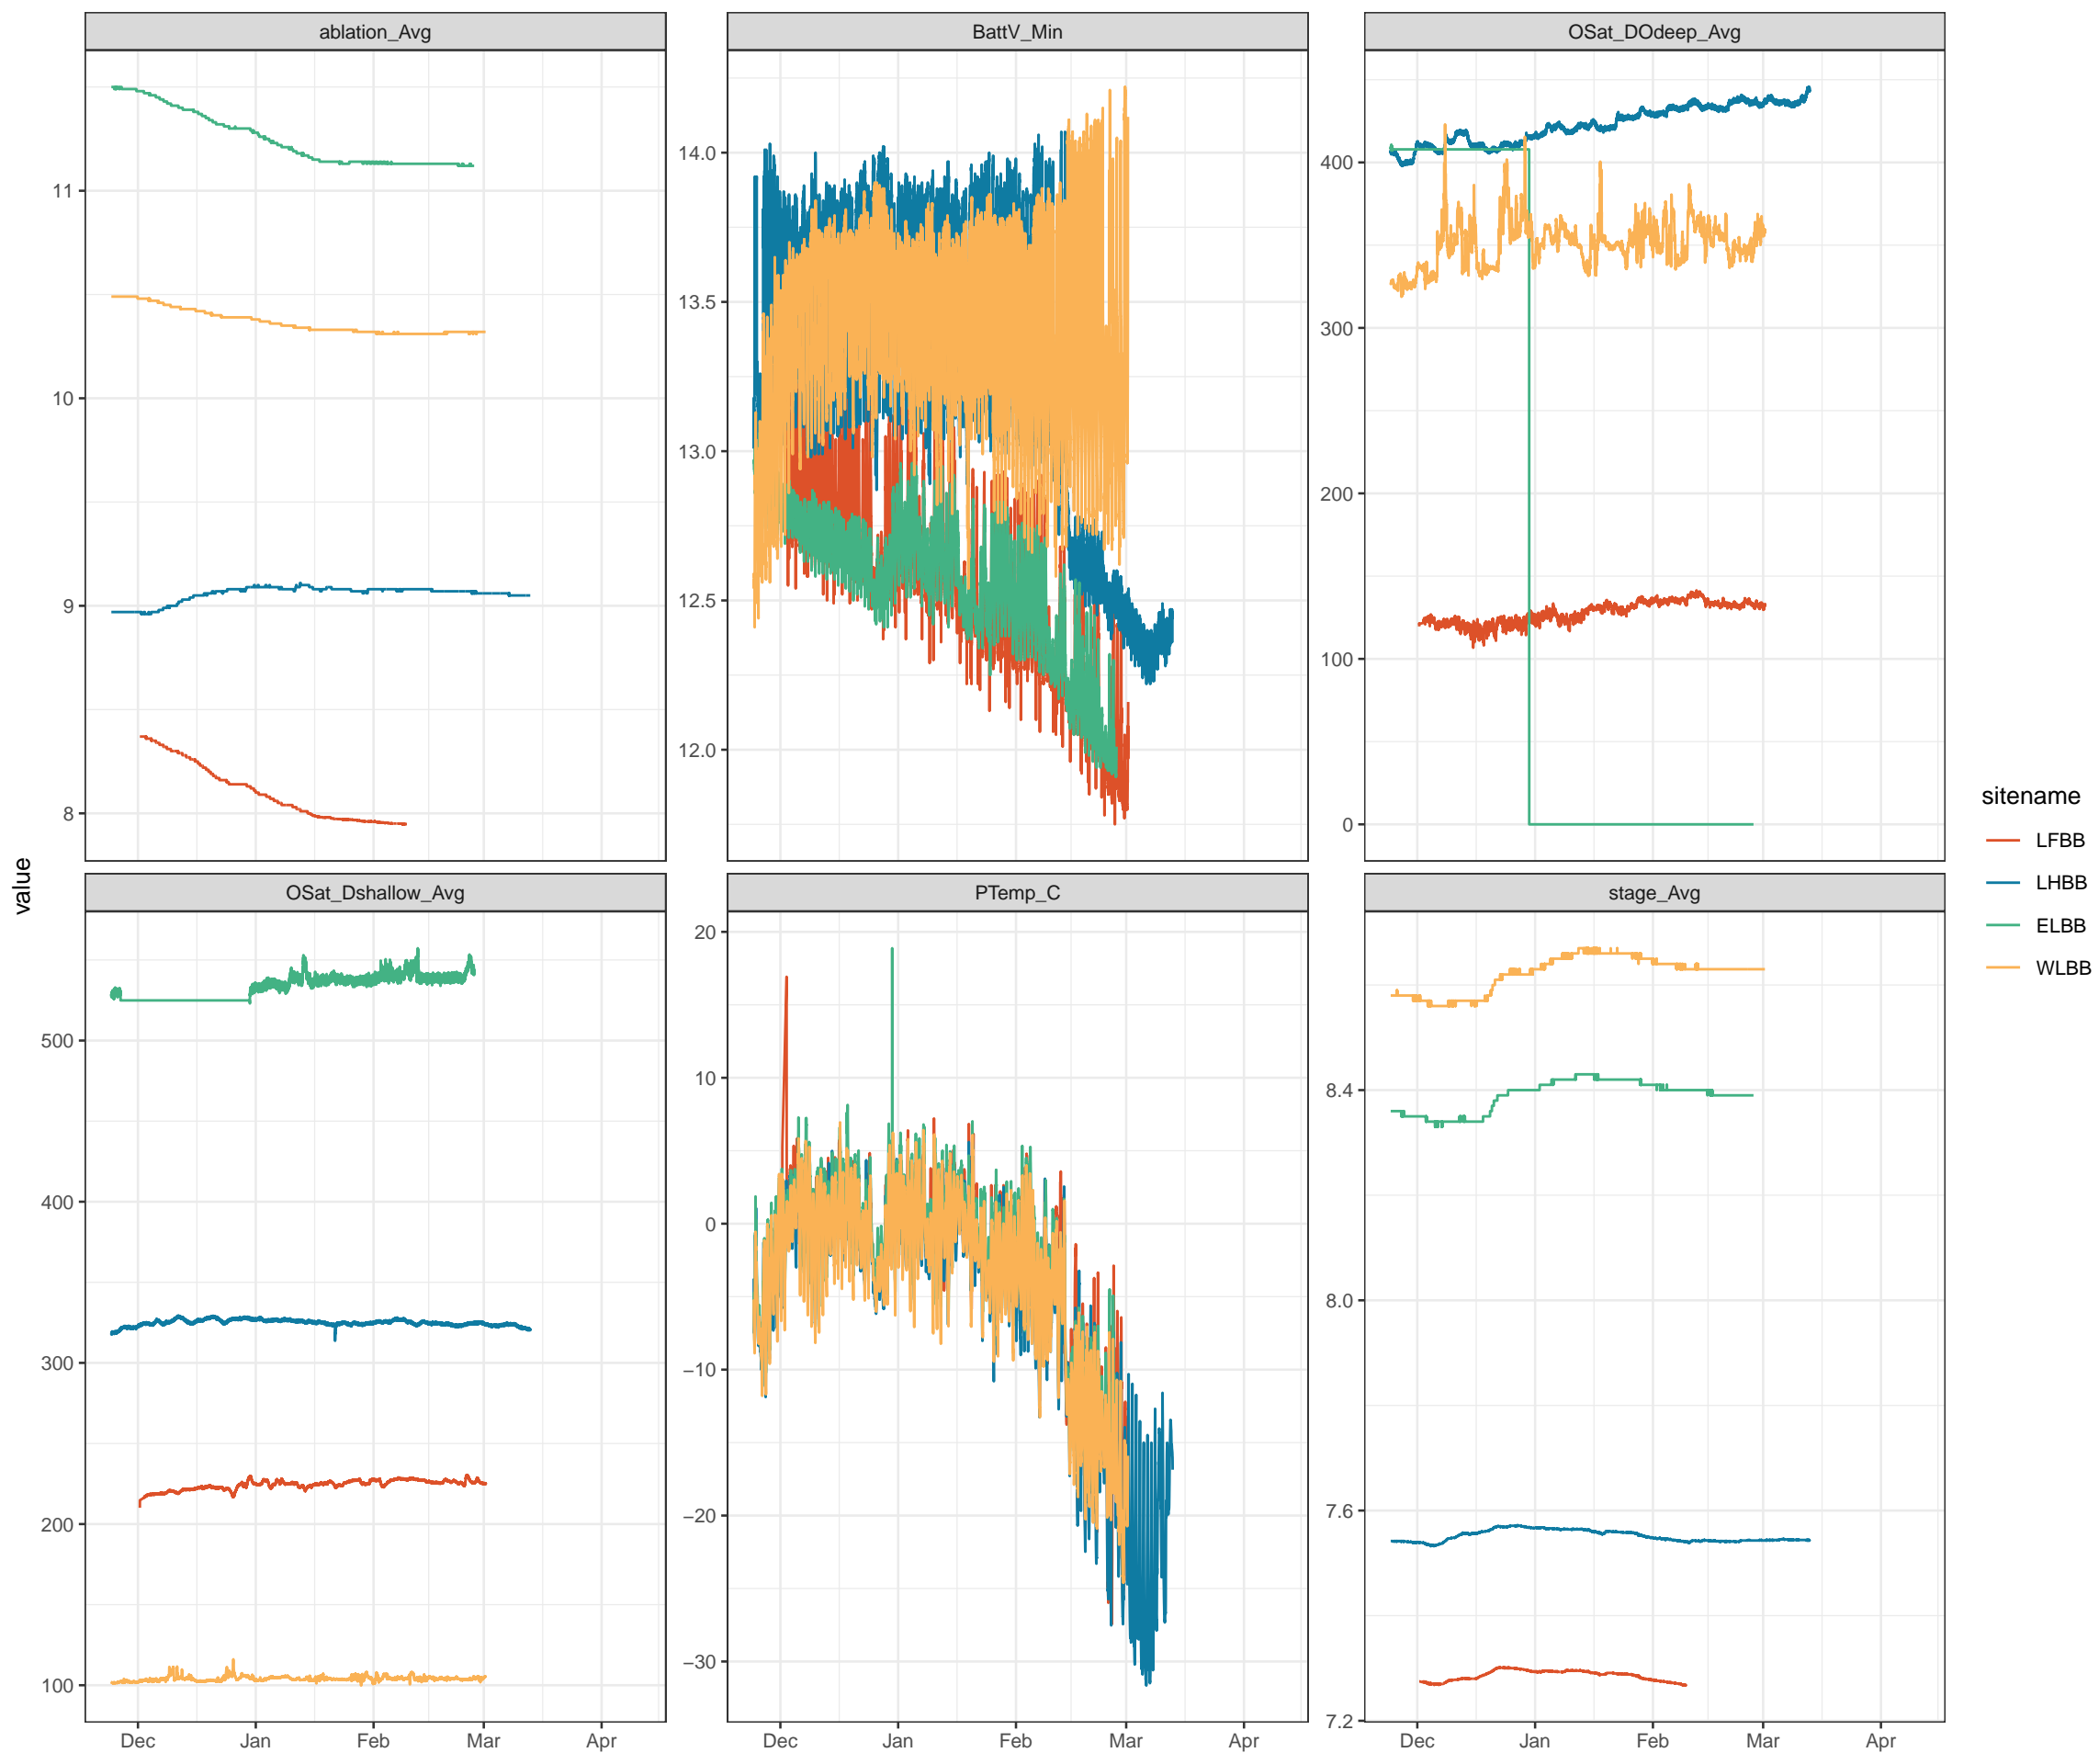 ablation_Avg
BattV_Min
OSat_DOdeep_Avg
11
10
9
8
14.0
13.5
13.0
12.5
12.0
400
300
200
100
0
value
OSat_Dshallow_Avg
PTemp_C
stage_Avg
500
400
300
200
100
20
10
0
−10
−20
−30
8.4
8.0
7.6
7.2
Dec Jan Feb Mar Apr
Dec Jan Feb Mar Apr
Dec Jan Feb Mar Apr
sitename
LFBB
LHBB
ELBB
WLBB